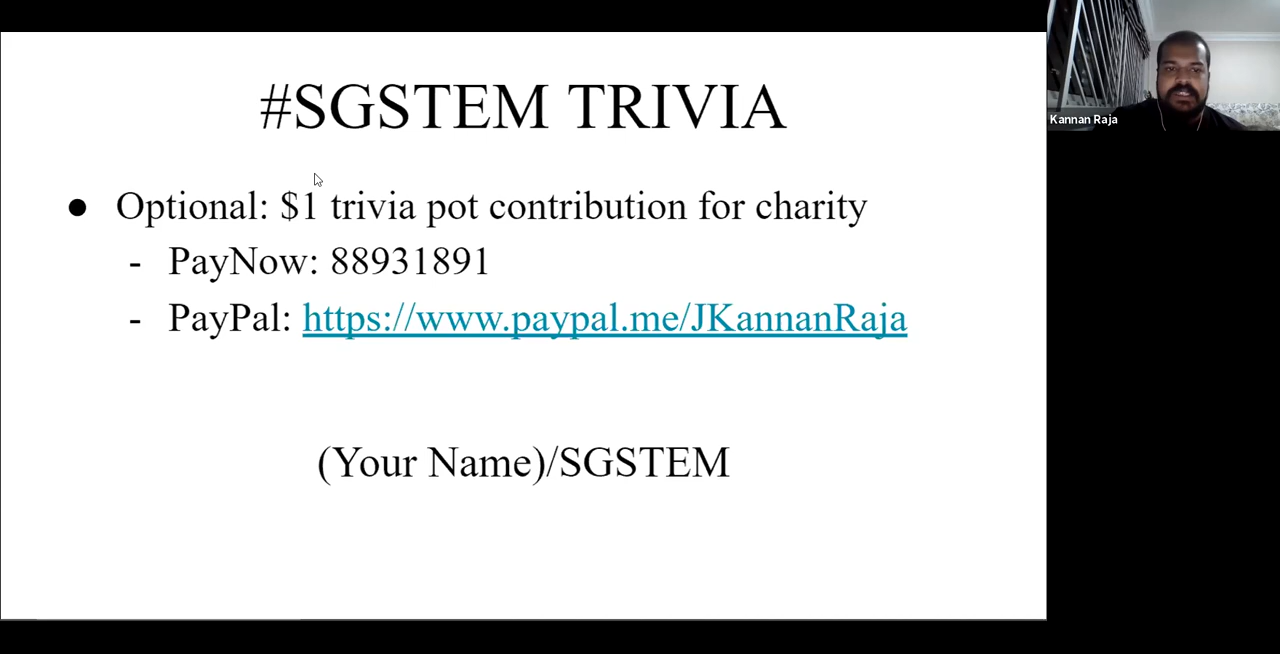 #SGSTEM TRIVIA
● Optional: $1 trivia pot contribution for charity
- PayNow: 88931891
- PayPal: https://www.paypal.me/JKannanRaja
(Your Name)/SGSTEM
Kannan Raja